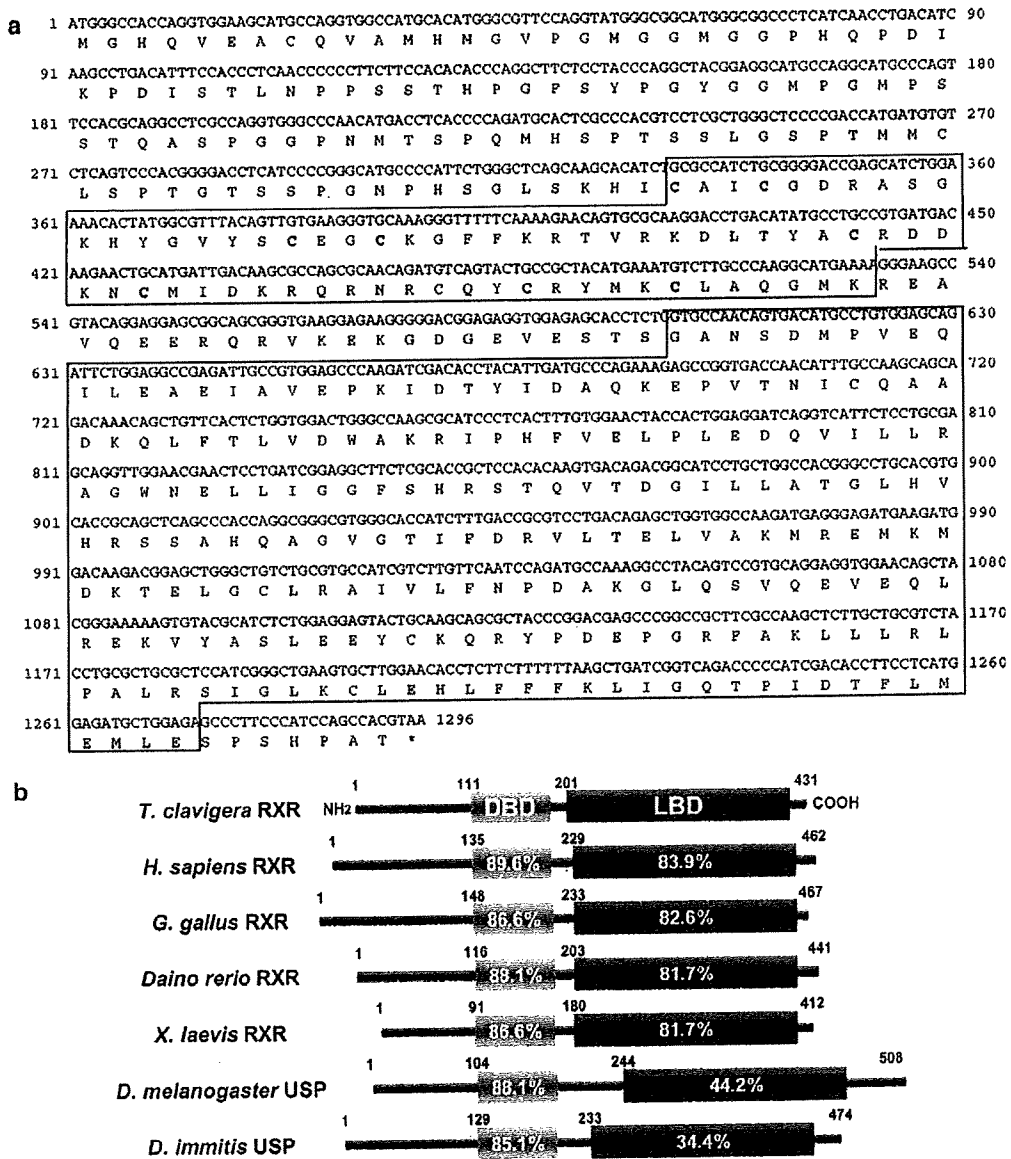 a
1 ATGGGCCACCAGGTGGAAGCATGCCAGGTGGCCATGCACATGGGCGTTCCAGGTATGGGCGGCATGGGCGGCCCTCATCAACCTGACATC 90
M G H Q V E A C Q V A M H M G V P G M G G M G G P H Q P D I
91 AAGCCTGACATTTCCACCCTCAACCCCCCTTCTTCCACACACCCAGGCTTCTCCTACCCAGGCTACGGAGGCATGCCAGGCATGCCCAGT 180
K P D I S T L N P P S S T H P G F S Y P G Y G G M P G M P S
181 TCCACGCAGGCCTCGCCAGGTGGGCCCAACATGACCTCACCCCAGATGCACTCGCCCACGTCCTCGCTGGGCTCCCCGACCATGATGTGT 270
S T Q A S P G G P N M T S P Q M H S P T S S L G S P T M M C
271 CTCAGTCCCACGGGGACCTCATCCCCGGGCATGCCCCATTCTGGGCTCAGCAAGCACATCTGCGCCATCTGCGGGGACCGAGCATCTGGA 360
L S P T G T S S P G M P H S G L S K H I C A I C G D R A S G
361 AAACACTATGGCGTTTACAGTTGTGAAGGGTGCAAAGGGTTTTTCAAAAGAACAGTGCGCAAGGACCTGACATATGCCTGCCGTGATGAC 450
K H Y G V Y S C E G C K G F F K R T V R K D L T Y A C R D D
421 AAGAACTGCATGATTGACAAGCGCCAGCGCAACAGATGTCAGTACTGCCGCTACATGAAATGTCTTGCCCAAGGCATGAAAAGGGAAGCC 540
K N C M I D K R Q R N R C Q Y C R Y M K C L A Q G M K R E A
541 GTACAGGAGGAGCGGCAGCGGGTGAAGGAGAAGGGGGACGGAGAGGTGGAGAGCACCTCTGGTGCCAACAGTGACATGCCTGTGGAGCAG 630
V Q E E R Q R V K E K G D G E V E S T S G A N S D M P V E Q
631 ATTCTGGAGGCCGAGATTGCCGTGGAGCCCAAGATCGACACCTACATTGATGCCCAGAAAGAGCCGGTGACCAACATTTGCCAAGCAGCA 720
I L E A E I A V E P K I D T Y I D A Q K E P V T N I C Q A A
721 GACAAACAGCTGTTCACTCTGGTGGACTGGGCCAAGCGCATCCCTCACTTTGTGGAACTACCACTGGAGGATCAGGTCATTCTCCTGCGA 810
D K Q L F T L V D W A K R I P H F V E L P L E D Q V I L L R
811 GCAGGTTGGAACGAACTCCTGATCGGAGGCTTCTCGCACCGCTCCACACAAGTGACAGACGGCATCCTGCTGGCCACGGGCCTGCACGTG 900
A G W N E L L I G G F S H R S T Q V T D G I L L A T G L H V
901 CACCGCAGCTCAGCCCACCAGGCGGGCGTGGGCACCATCTTTGACCGCGTCCTGACAGAGCTGGTGGCCAAGATGAGGGAGATGAAGATG 990
H R S S A H Q A G V G T I F D R V L T E L V A K M R E M K M
991 GACAAGACGGAGCTGGGCTGTCTGCGTGCCATCGTCTTGTTCAATCCAGATGCCAAAGGCCTACAGTCCGTGCAGGAGGTGGAACAGCTA 1080
D K T E L G C L R A I V L F N P D A K G L Q S V Q E V E Q L
1081 CGGGAAAAAGTGTACGCATCTCTGGAGGAGTACTGCAAGCAGCGCTACCCGGACGAGCCCGGCCGCTTCGCCAAGCTCTTGCTGCGTCTA 1170
R E K V Y A S L E E Y C K Q R Y P D E P G R F A K L L L R L
1171 CCTGCGCTGCGCTCCATCGGGCTGAAGTGCTTGGAACACCTCTTCTTTTTTAAGCTGATCGGTCAGACCCCCATCGACACCTTCCTCATG 1260
P A L R S I G L K C L E H L F F F K L I G Q T P I D T F L M
1261 GAGATGCTGGAGAGCCCTTCCCATCCAGCCACGTAA 1296
E M L E S P S H P A T *
b
1 111 201 431
T. clavigera RXR NH2 DBD LBD COOH
1 135 229 462
H. sapiens RXR 89.6% 83.9%
1 148 233 467
G. gallus RXR 86.6% 82.6%
1 116 203 441
Daino rerio RXR 88.1% 81.7%
1 91 180 412
X. laevis RXR 86.6% 81.7%
1 104 244 508
D. melanogaster USP 88.1% 44.2%
1 129 233 474
D. immitis USP 85.1% 34.4%